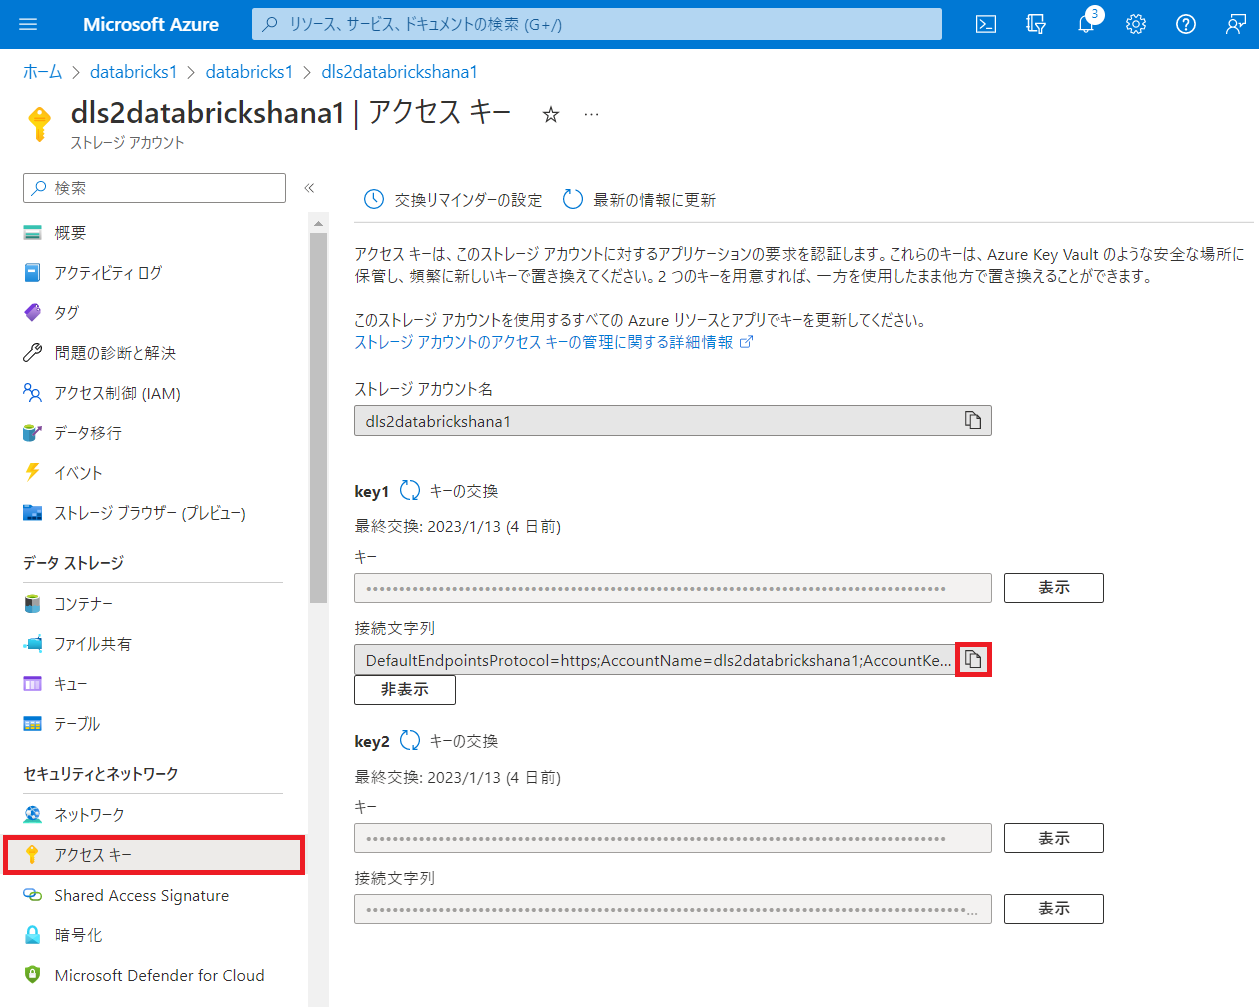 Microsoft Azure
リソース、サービス、ドキュメントの検索 (G+/)
3
ホーム > databricks1 > databricks1 > dls2databrickshana1
dls2databrickshana1 | アクセス キー ☆ …
ストレージ アカウント
検索
«
交換リマインダーの設定 最新の情報に更新
概要
アクティビティ ログ
タグ
問題の診断と解決
アクセス制御 (IAM)
データ移行
イベント
ストレージ ブラウザー (プレビュー)
データ ストレージ
コンテナー
ファイル共有
キュー
テーブル
セキュリティとネットワーク
ネットワーク
アクセス キー
Shared Access Signature
暗号化
Microsoft Defender for Cloud
アクセス キーは、このストレージ アカウントに対するアプリケーションの要求を認証します。これらのキーは、Azure Key Vault のような安全な場所に
保管し、頻繁に新しいキーで置き換えてください。2 つのキーを用意すれば、一方を使用したまま他方で置き換えることができます。
このストレージ アカウントを使用するすべての Azure リソースとアプリでキーを更新してください。
ストレージ アカウントのアクセス キーの管理に関する詳細情報
ストレージ アカウント名
dls2databrickshana1
key1 キーの交換
最終交換: 2023/1/13 (4 日前)
キー
表示
接続文字列
DefaultEndpointsProtocol=https;AccountName=dls2databrickshana1;AccountKe...
非表示
key2 キーの交換
最終交換: 2023/1/13 (4 日前)
キー
表示
接続文字列
表示